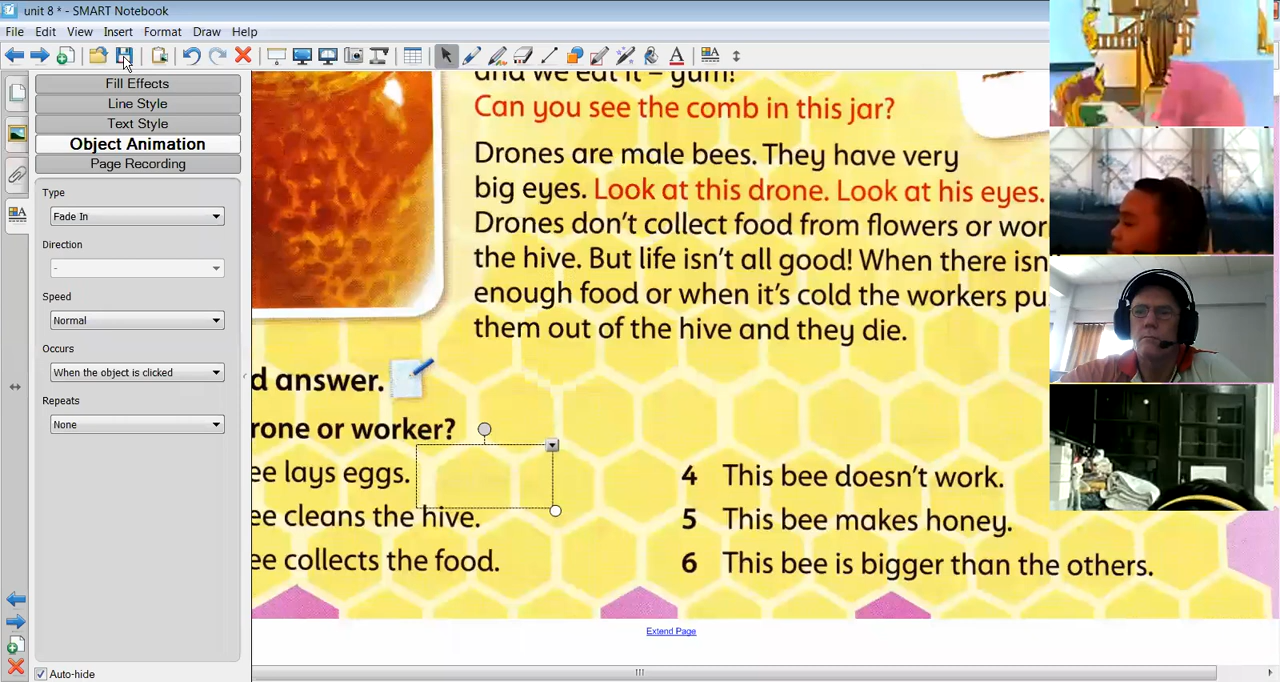 unit 8 * - SMART Notebook
File Edit View Insert Format Draw Help
Fill Effects
Line Style
Text Style
Object Animation
Page Recording
Type
Fade In
Direction
-
Speed
Normal
Occurs
When the object is clicked
Repeats
None
Auto-hide
and we eat it – yum!
Can you see the comb in this jar?
Drones are male bees. They have very
big eyes. Look at this drone. Look at his eyes.
Drones don't collect food from flowers or wor
the hive. But life isn't all good! When there isn
enough food or when it's cold the workers pu
them out of the hive and they die.
d answer.
rone or worker?
ee lays eggs.
ee cleans the hive.
ee collects the food.
4 This bee doesn't work.
5 This bee makes honey.
6 This bee is bigger than the others.
Extend Page